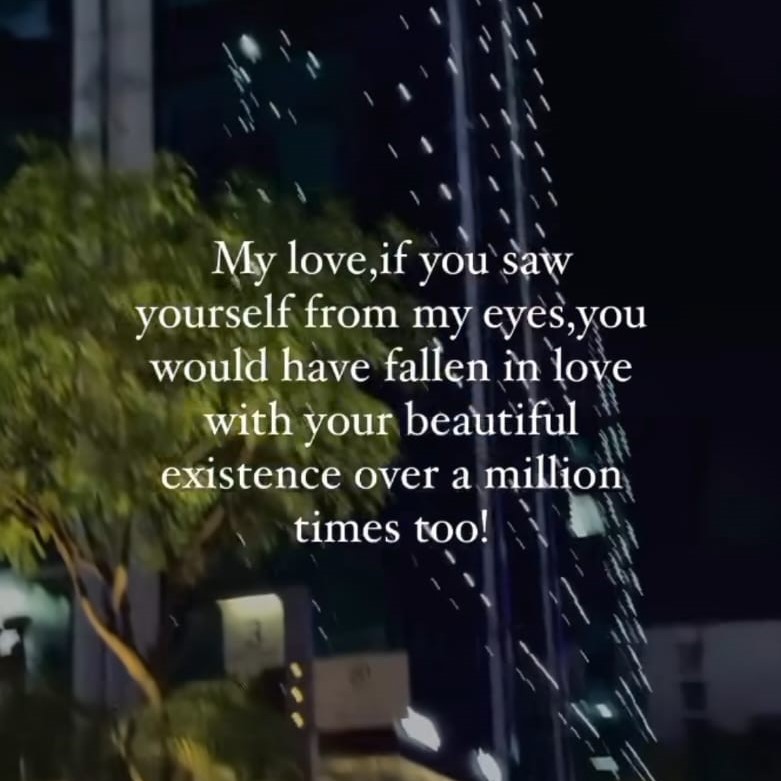 My love,if you saw
yourself from my eyes,you
would have fallen in love
with your beautiful
existence over a million
times too!
3